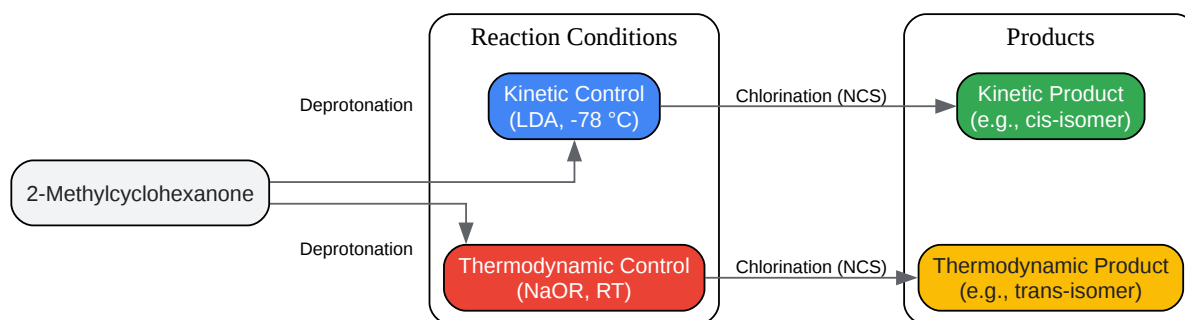 Reaction Conditions
Products
Deprotonation
Kinetic Control
(LDA, -78 °C)
Chlorination (NCS)
Kinetic Product
(e.g., cis-isomer)
2-Methylcyclohexanone
Deprotonation
Thermodynamic Control
(NaOR, RT)
Chlorination (NCS)
Thermodynamic Product
(e.g., trans-isomer)